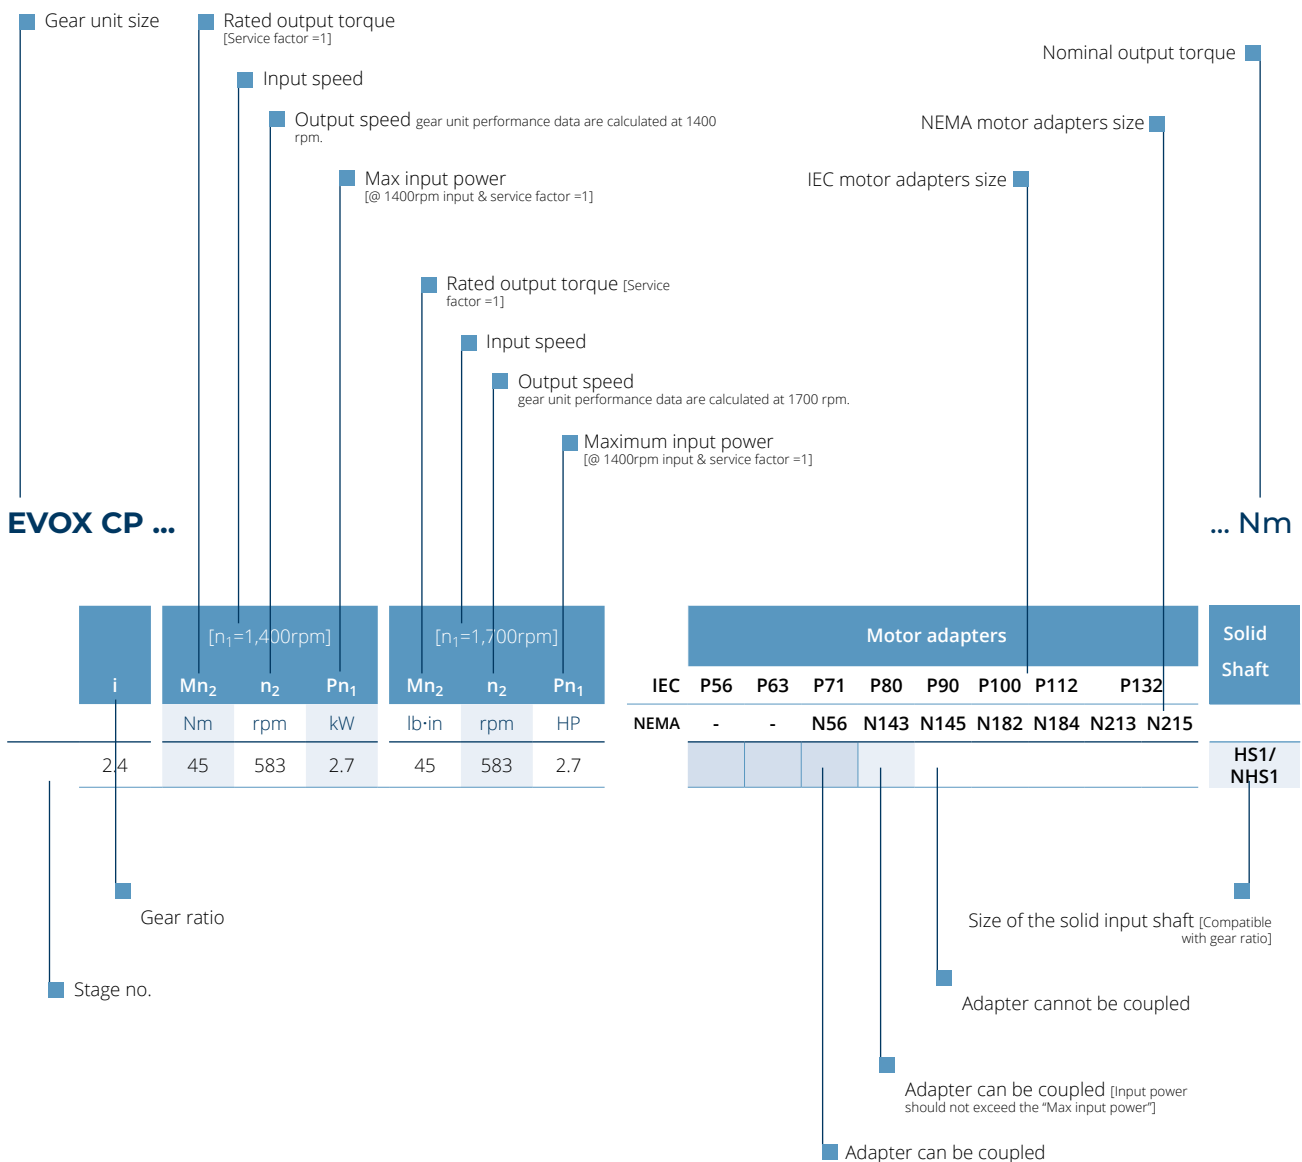 Gear unit size
Rated output torque
[Service factor =1]
Input speed
Output speed gear unit performance data are calculated at 1400
rpm.
Max input power
[@ 1400rpm input & service factor =1]
Nominal output torque
NEMA motor adapters size
IEC motor adapters size
Rated output torque [Service
factor =1]
Input speed
Output speed
gear unit performance data are calculated at 1700 rpm.
Maximum input power
[@ 1400rpm input & service factor =1]
EVOX CP ...
... Nm
[n₁=1,400rpm] [n₁=1,700rpm] Motor adapters Solid
Shaft
i Mn₂ n₂ Pn₁ Mn₂ n₂ Pn₁ IEC P56 P63 P71 P80 P90 P100 P112 P132
Nm rpm kW lb·in rpm HP NEMA - - N56 N143 N145 N182 N184 N213 N215
2.4 45 583 2.7 45 583 2.7 HS1/
NHS1
Gear ratio
Size of the solid input shaft [Compatible
with gear ratio]
Stage no.
Adapter cannot be coupled
Adapter can be coupled [Input power
should not exceed the “Max input power”]
Adapter can be coupled